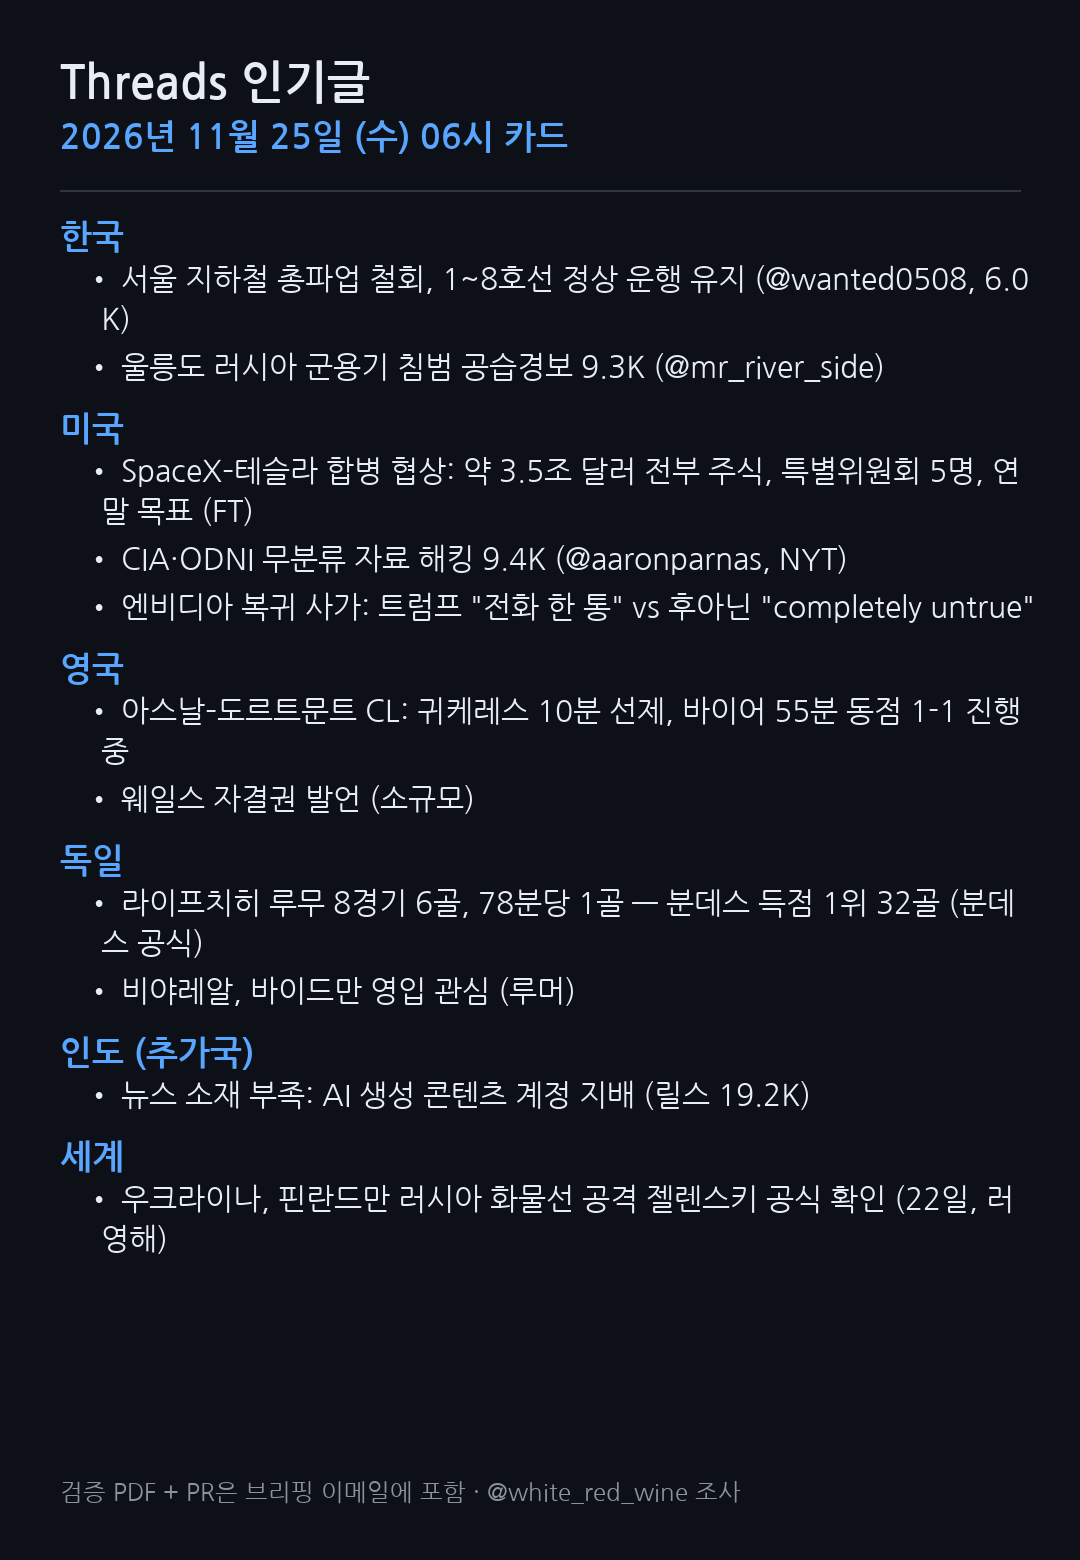 Threads 인기글
2026년 11월 25일 (수) 06시 카드
한국
• 서울 지하철 총파업 철회, 1~8호선 정상 운행 유지 (@wanted0508, 6.0
K)
• 울릉도 러시아 군용기 침범 공습경보 9.3K (@mr_river_side)
미국
• SpaceX-테슬라 합병 협상: 약 3.5조 달러 전부 주식, 특별위원회 5명, 연
말 목표 (FT)
• CIA·ODNI 무분류 자료 해킹 9.4K (@aaronparnas, NYT)
• 엔비디아 복귀 사가: 트럼프 "전화 한 통" vs 후아닌 "completely untrue"
영국
• 아스날-도르트문트 CL: 귀케레스 10분 선제, 바이어 55분 동점 1-1 진행
중
• 웨일스 자결권 발언 (소규모)
독일
• 라이프치히 루무 8경기 6골, 78분당 1골 — 분데스 득점 1위 32골 (분데
스 공식)
• 비야레알, 바이드만 영입 관심 (루머)
인도 (추가국)
• 뉴스 소재 부족: AI 생성 콘텐츠 계정 지배 (릴스 19.2K)
세계
• 우크라이나, 핀란드만 러시아 화물선 공격 젤렌스키 공식 확인 (22일, 러
영해)
검증 PDF + PR은 브리핑 이메일에 포함 · @white_red_wine 조사